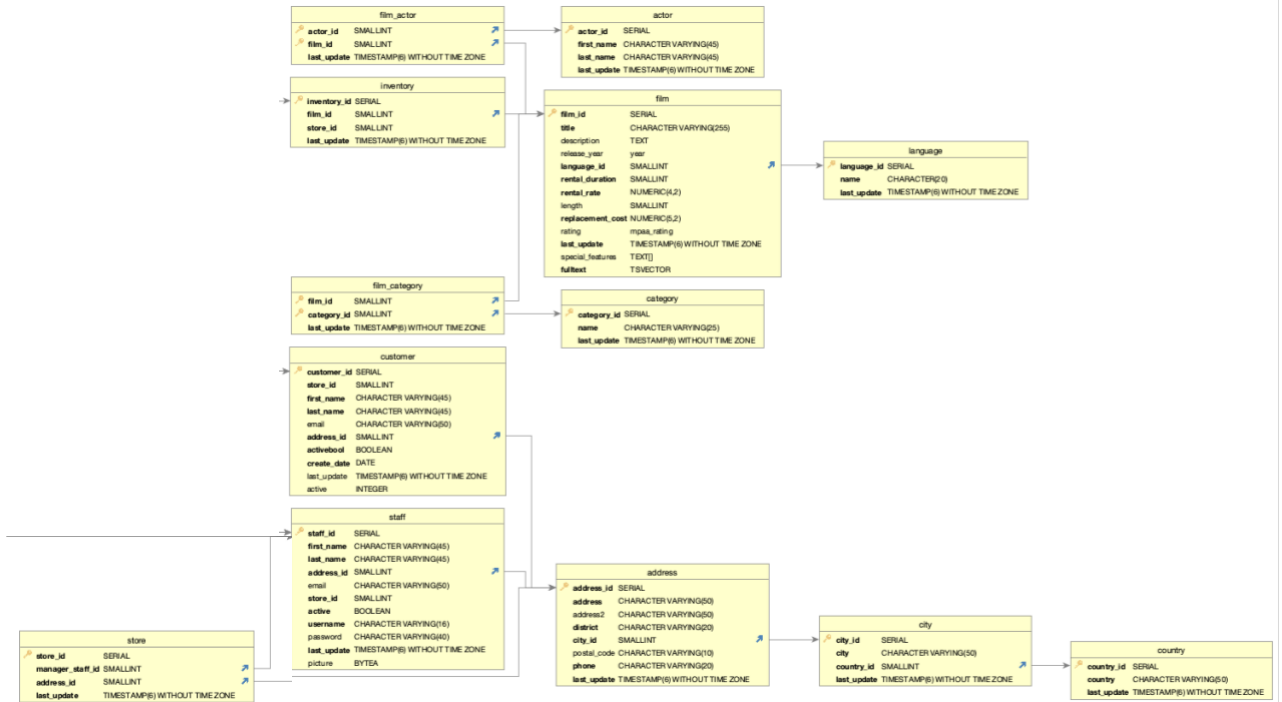 film_actor
actor_id SMALLINT
film_id SMALLINT
last_update TIMESTAMP(6) WITHOUT TIME ZONE
actor
actor_id SERIAL
first_name CHARACTER VARYING(45)
last_name CHARACTER VARYING(45)
last_update TIMESTAMP(6) WITHOUT TIME ZONE
inventory
inventory_id SERIAL
film_id SMALLINT
store_id SMALLINT
last_update TIMESTAMP(6) WITHOUT TIME ZONE
film
film_id SERIAL
title CHARACTER VARYING(255)
description TEXT
release_year year
language_id SMALLINT
rental_duration SMALLINT
rental_rate NUMERIC(4,2)
length SMALLINT
replacement_cost NUMERIC(5,2)
rating mpaa_rating
last_update TIMESTAMP(6) WITHOUT TIME ZONE
special_features TEXT[]
fulltext TSVECTOR
language
language_id SERIAL
name CHARACTER(20)
last_update TIMESTAMP(6) WITHOUT TIME ZONE
film_category
film_id SMALLINT
category_id SMALLINT
last_update TIMESTAMP(6) WITHOUT TIME ZONE
category
category_id SERIAL
name CHARACTER VARYING(25)
last_update TIMESTAMP(6) WITHOUT TIME ZONE
customer
customer_id SERIAL
store_id SMALLINT
first_name CHARACTER VARYING(45)
last_name CHARACTER VARYING(45)
email CHARACTER VARYING(50)
address_id SMALLINT
activebool BOOLEAN
create_date DATE
last_update TIMESTAMP(6) WITHOUT TIME ZONE
active INTEGER
staff
staff_id SERIAL
first_name CHARACTER VARYING(45)
last_name CHARACTER VARYING(45)
address_id SMALLINT
email CHARACTER VARYING(50)
store_id SMALLINT
active BOOLEAN
username CHARACTER VARYING(16)
password CHARACTER VARYING(40)
last_update TIMESTAMP(6) WITHOUT TIME ZONE
picture BYTEA
store
store_id SERIAL
manager_staff_id SMALLINT
address_id SMALLINT
last_update TIMESTAMP(6) WITHOUT TIME ZONE
address
address_id SERIAL
address CHARACTER VARYING(50)
address2 CHARACTER VARYING(50)
district CHARACTER VARYING(20)
city_id SMALLINT
postal_code CHARACTER VARYING(10)
phone CHARACTER VARYING(20)
last_update TIMESTAMP(6) WITHOUT TIME ZONE
city
city_id SERIAL
city CHARACTER VARYING(50)
country_id SMALLINT
last_update TIMESTAMP(6) WITHOUT TIME ZONE
country
country_id SERIAL
country CHARACTER VARYING(50)
last_update TIMESTAMP(6) WITHOUT TIME ZONE